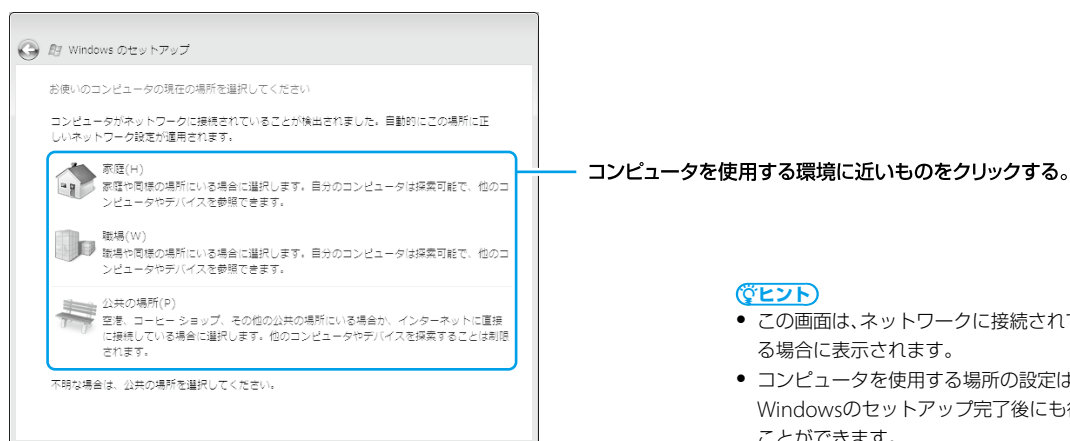 Windows のセットアップ
お使いのコンピュータの現在の場所を選択してください
コンピュータがネットワークに接続されていることが検出されました。自動的にこの場所に正
しいネットワーク設定が適用されます。
家庭(H)
家庭や同様の場所にいる場合に選択します。自分のコンピュータは探索可能で、他のコ
ンピュータやデバイスを参照できます。
職場(W)
職場や同様の場所にいる場合に選択します。自分のコンピュータは探索可能で、他のコ
ンピュータやデバイスを参照できます。
公共の場所(P)
空港、コーヒー ショップ、その他の公共の場所にいる場合か、インターネットに直接
に接続している場合に選択します。他のコンピュータやデバイスを探索することは制限
されます。
不明な場合は、公共の場所を選択してください。
コンピュータを使用する環境に近いものをクリックする。
ヒント
• この画面は、ネットワークに接続されて
る場合に表示されます。
• コンピュータを使用する場所の設定は
Windowsのセットアップ完了後にも
ことができます。